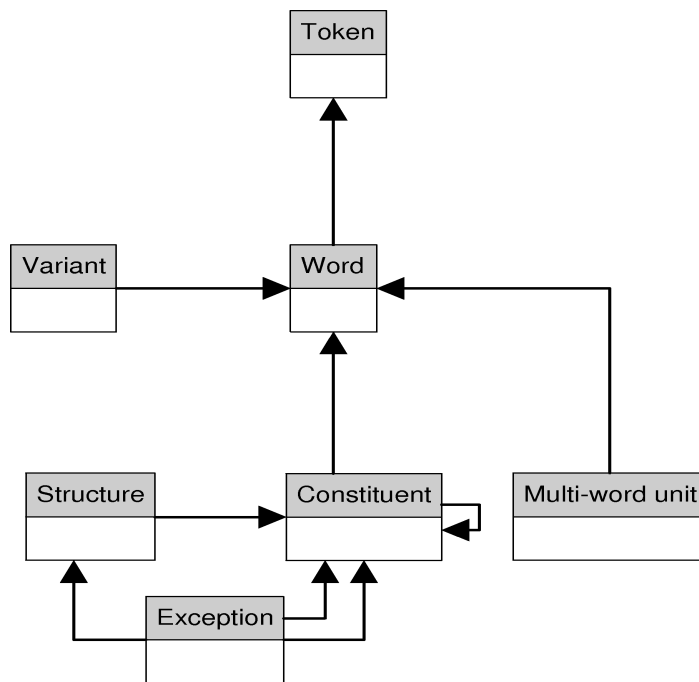 Token
Variant
Word
Structure
Constituent
Multi-word unit
Exception